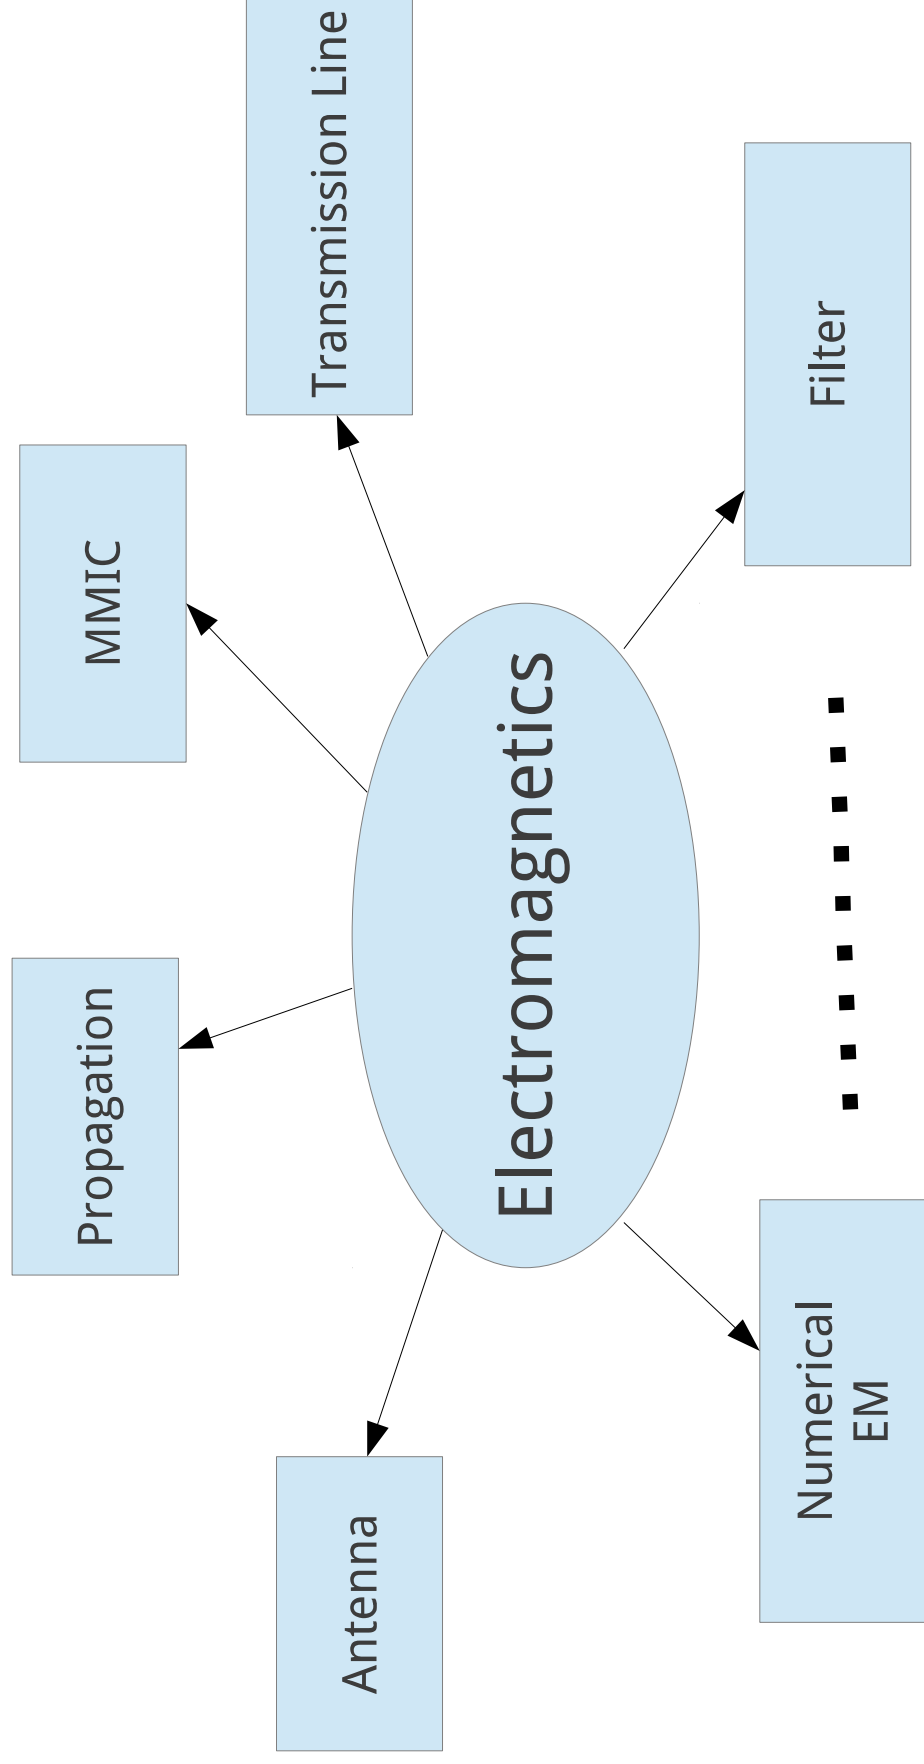 Propagation
MMIC
Antenna
Transmission Line
Electromagnetics
Numerical
EM
Filter